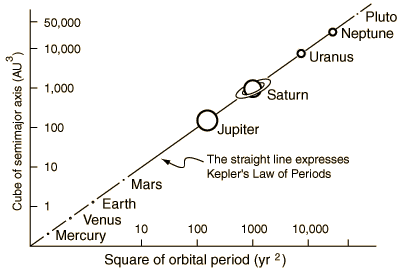 Cube of semimajor axis (AU³)
50,000
10,000
1,000
100
10
1
Pluto
Neptune
Uranus
Saturn
Jupiter
The straight line expresses
Kepler's Law of Periods
Mars
Earth
Venus
Mercury
10
100
1000
10,000
Square of orbital period (yr ²)